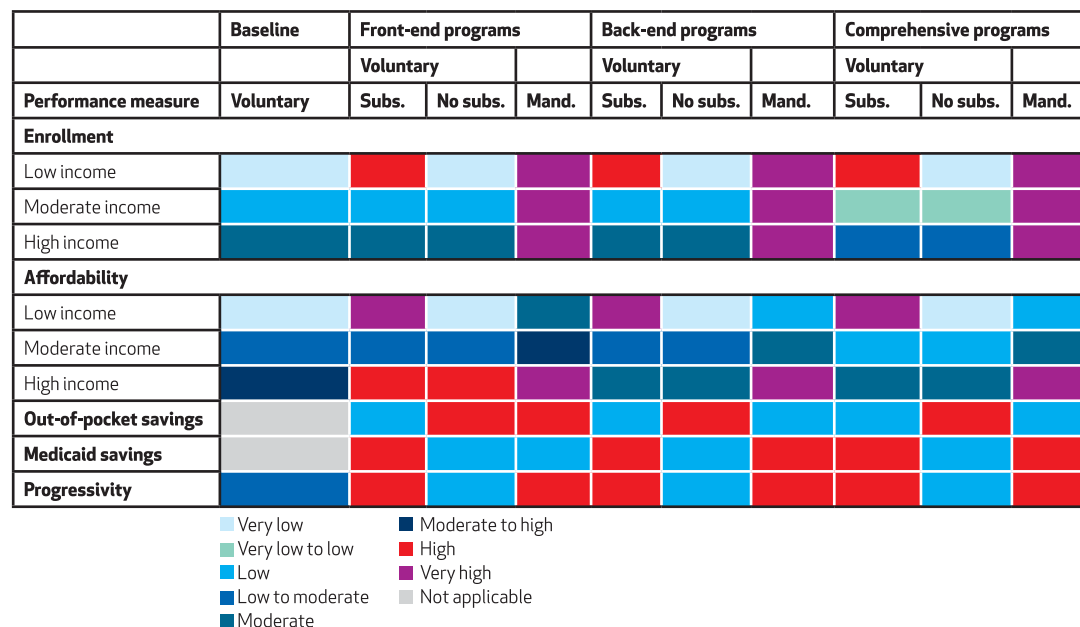 Baseline Front-end programs Back-end programs Comprehensive programs
Voluntary Voluntary Voluntary
Performance measure Voluntary Subs. No subs. Mand. Subs. No subs. Mand. Subs. No subs. Mand.
Enrollment
Low income
Moderate income
High income
Affordability
Low income
Moderate income
High income
Out-of-pocket savings
Medicaid savings
Progressivity
Very low
Very low to low
Low
Low to moderate
Moderate
Moderate to high
High
Very high
Not applicable